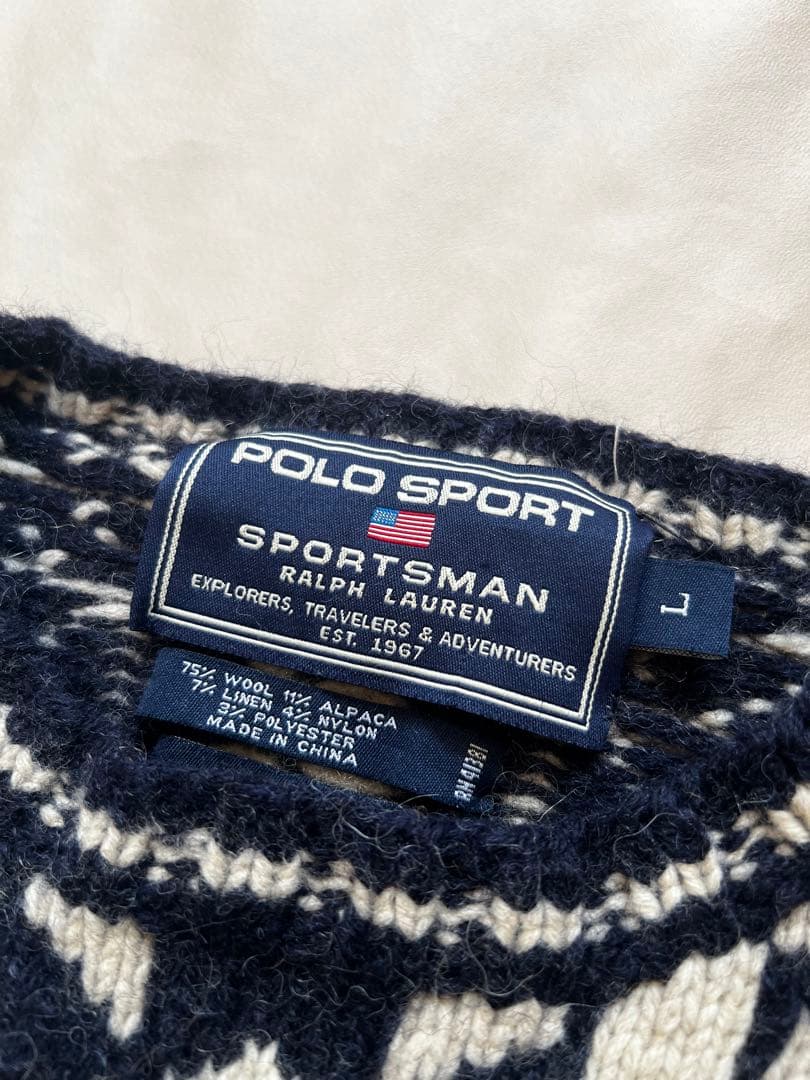 POLO SPORT
SPORTSMAN
RALPH LAUREN
EXPLORERS, TRAVELERS & ADVENTURERS
EST. 1967
L
75% WOOL 11% ALPACA
7% LINEN 4% NYLON
3% POLYESTER
MADE IN CHINA
RN41381